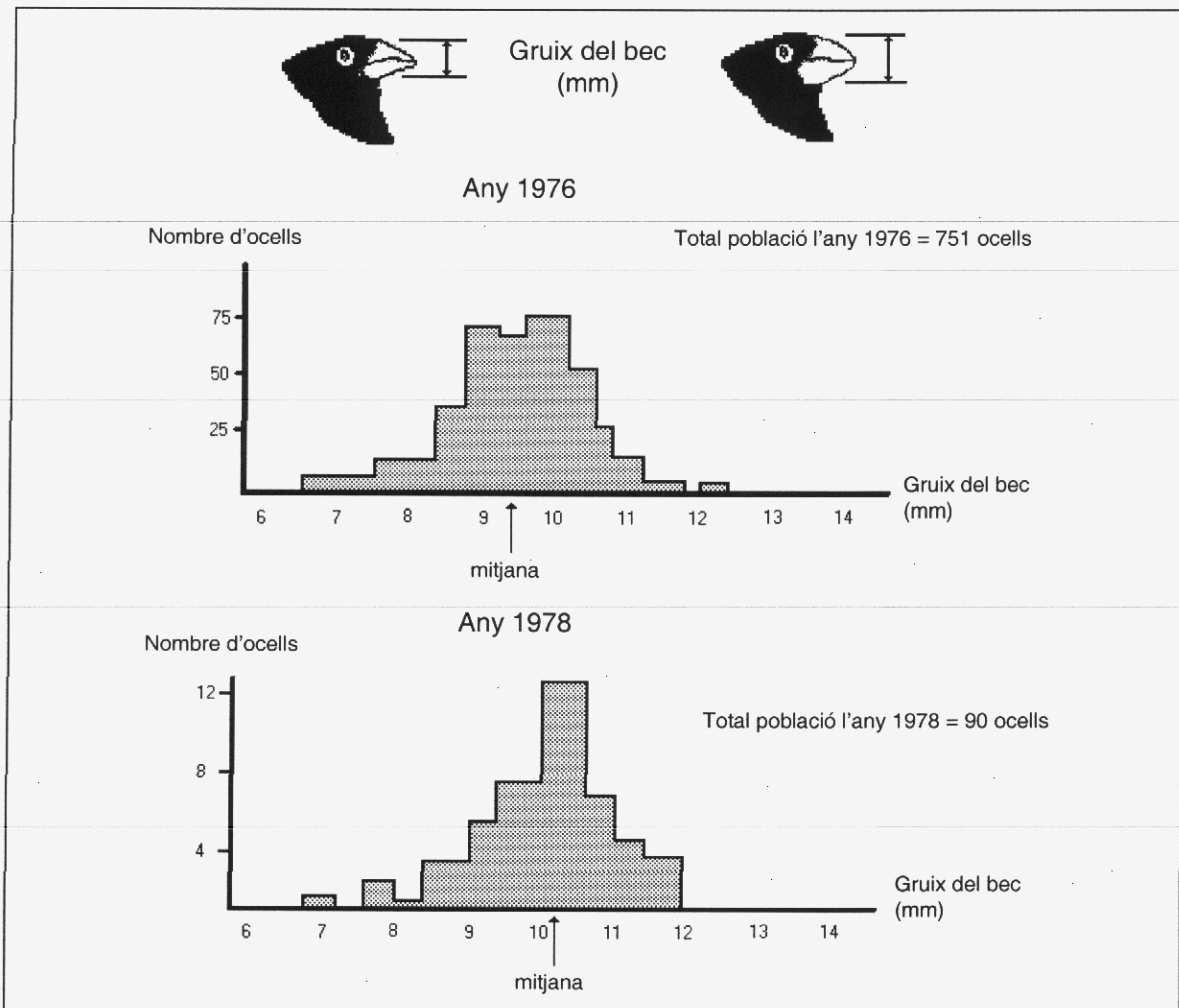 Gruix del bec
(mm)
Any 1976
Nombre d'ocells
Total població l'any 1976 = 751 ocells
75
50
25
Gruix del bec
(mm)
6 7 8 9 10 11 12 13 14
mitjana
Any 1978
Nombre d'ocells
12
Total població l'any 1978 = 90 ocells
8
4
Gruix del bec
(mm)
6 7 8 9 10 11 12 13 14
mitjana